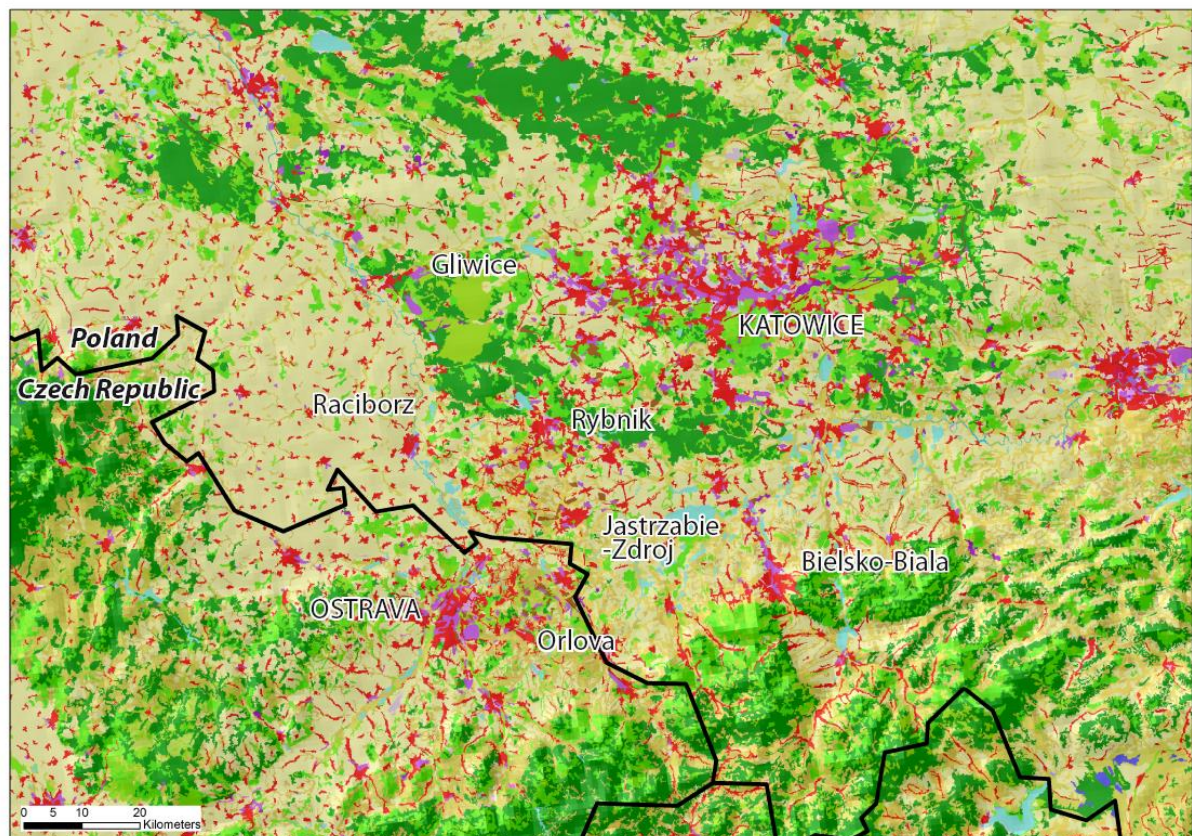 Gliwice
KATOWICE
Poland
Czech Republic
Raciborz
Rybnik
Jastrzabie
-Zdroj
Bielsko-Biala
OSTRAVA
Orlova
0 5 10 20
Kilometers